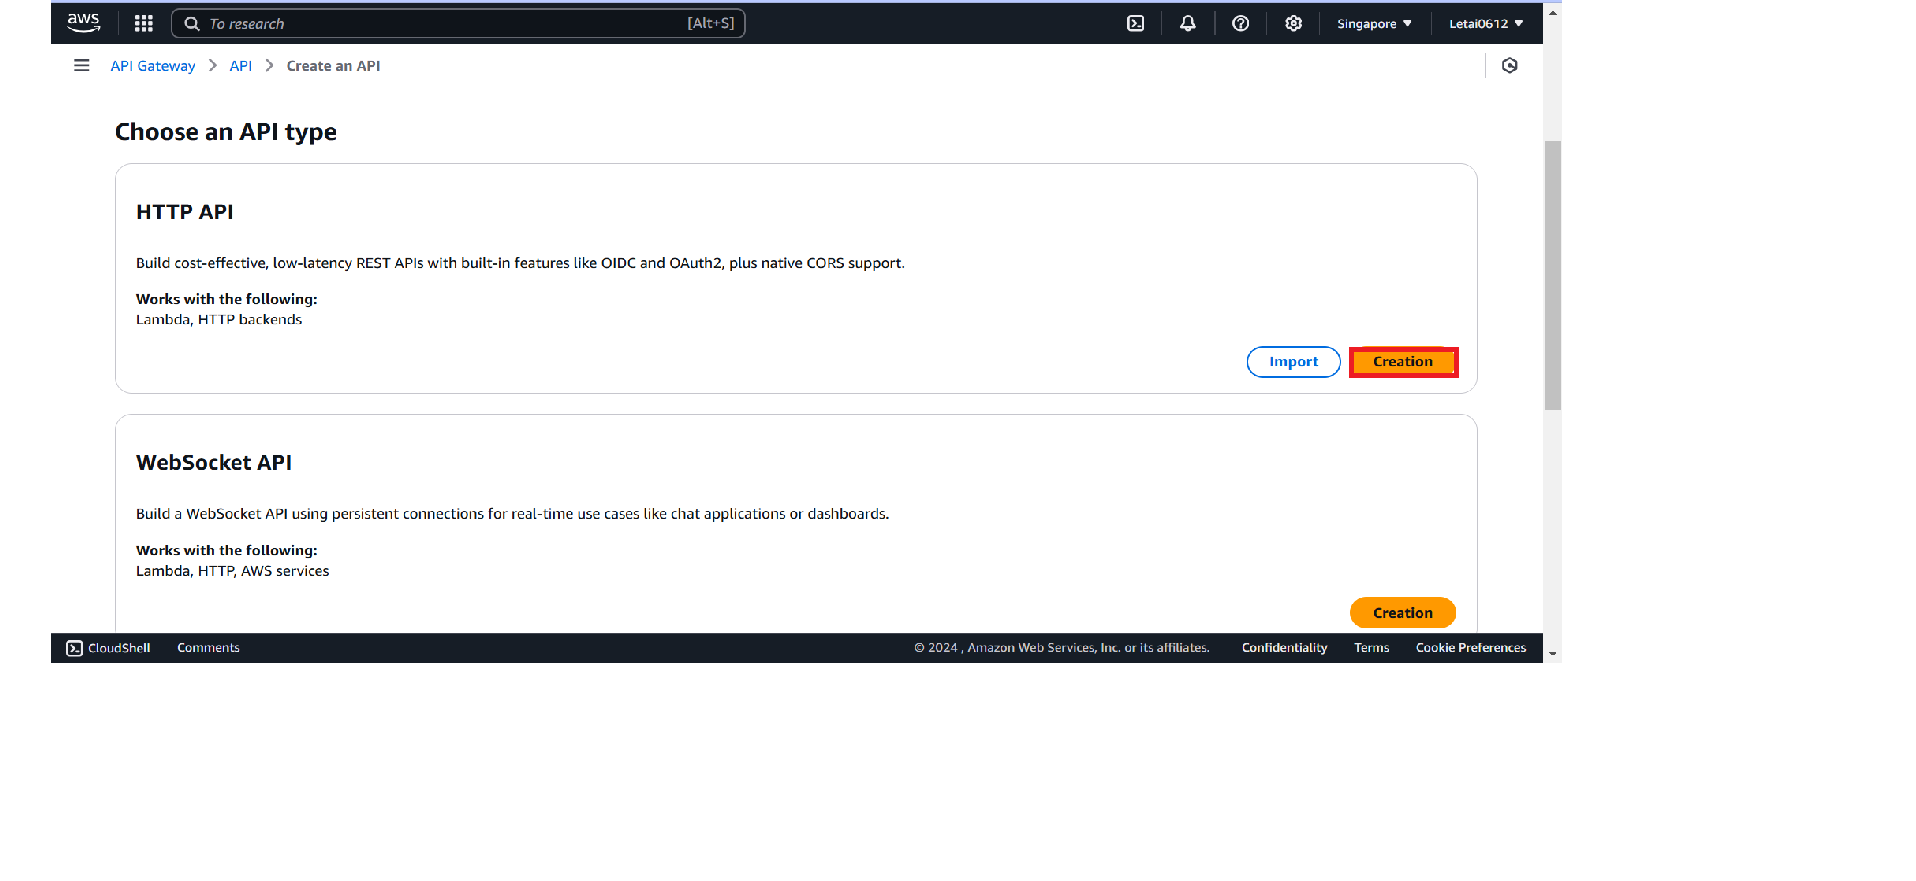 aws To research [Alt+S] Singapore Letai0612
API Gateway API Create an API
Choose an API type
HTTP API
Build cost-effective, low-latency REST APIs with built-in features like OIDC and OAuth2, plus native CORS support.
Works with the following:
Lambda, HTTP backends
Import Creation
WebSocket API
Build a WebSocket API using persistent connections for real-time use cases like chat applications or dashboards.
Works with the following:
Lambda, HTTP, AWS services
Creation
CloudShell Comments © 2024 , Amazon Web Services, Inc. or its affiliates. Confidentiality Terms Cookie Preferences